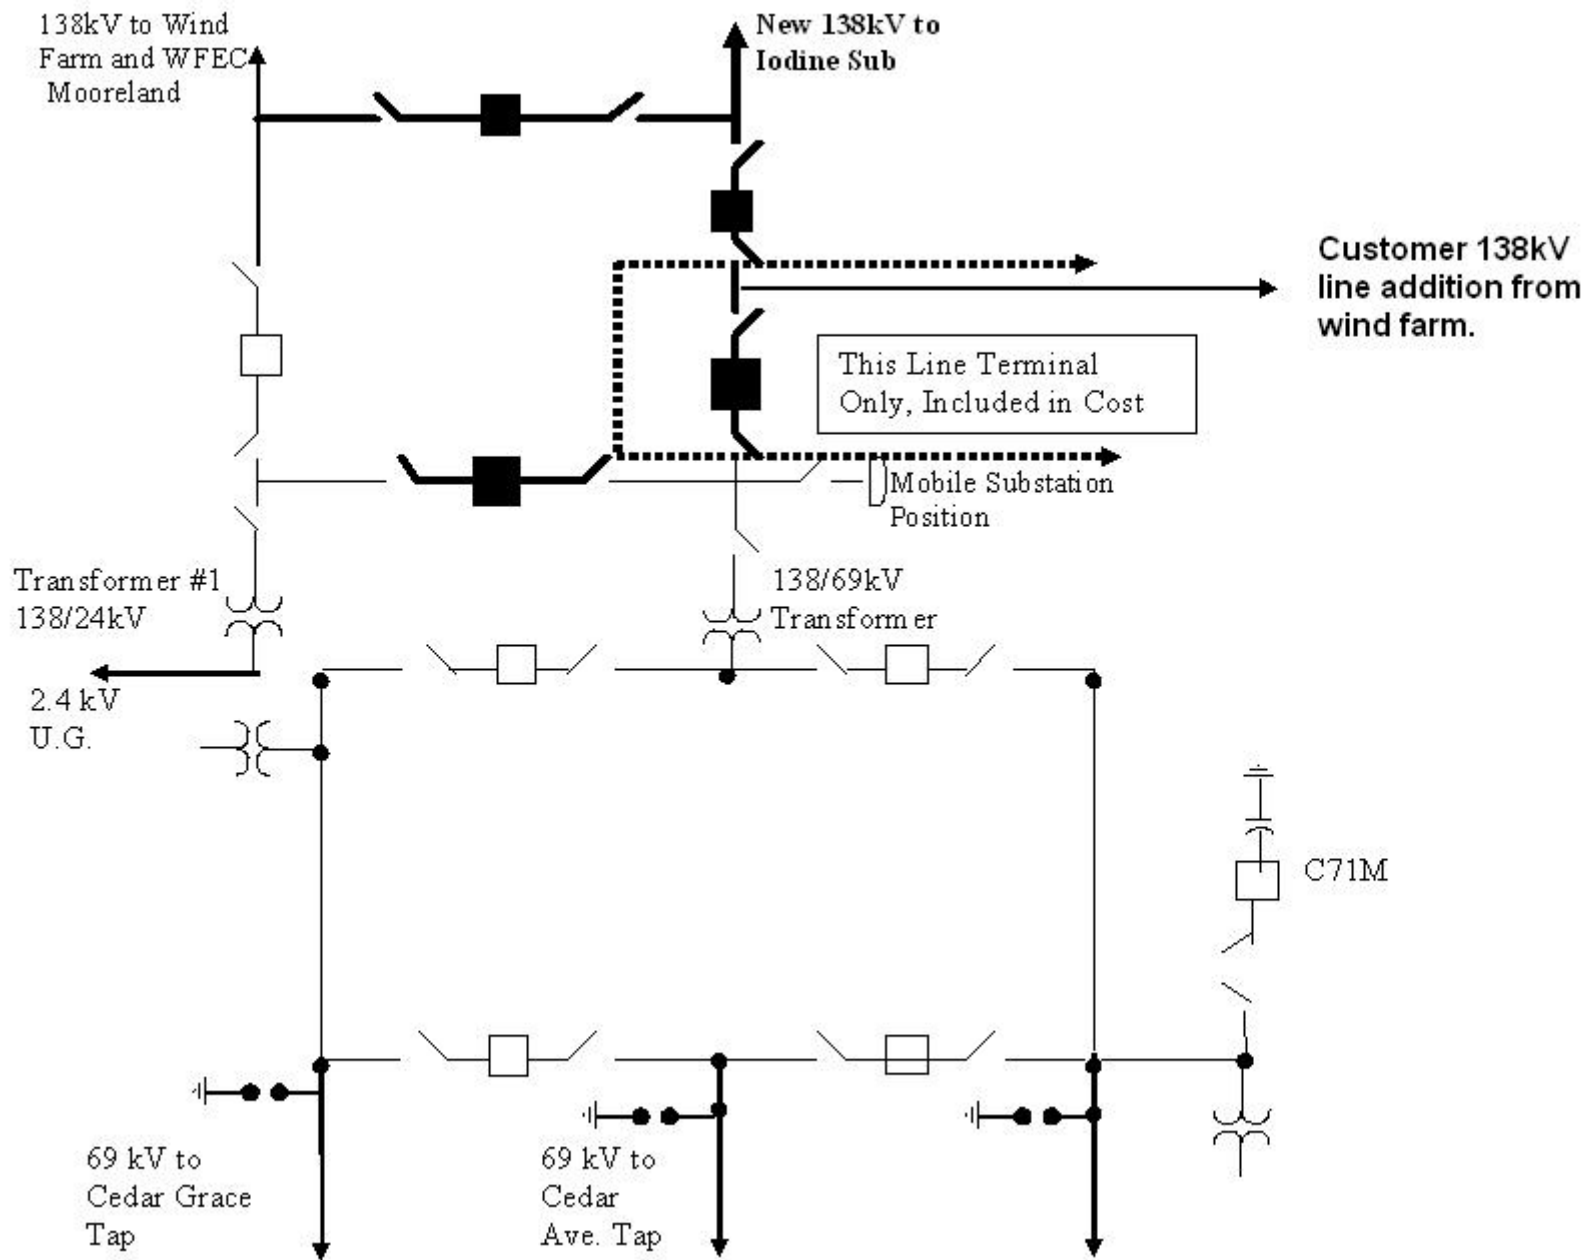 138kV to Wind
Farm and WFEC
Mooreland
New 138kV to
Iodine Sub
Customer 138kV
line addition from
wind farm.
This Line Terminal
Only, Included in Cost
Mobile Substation
Position
Transformer #1
138/24kV
138/69kV
Transformer
2.4 kV
U.G.
C71M
69 kV to
Cedar Grace
Tap
69 kV to
Cedar
Ave. Tap